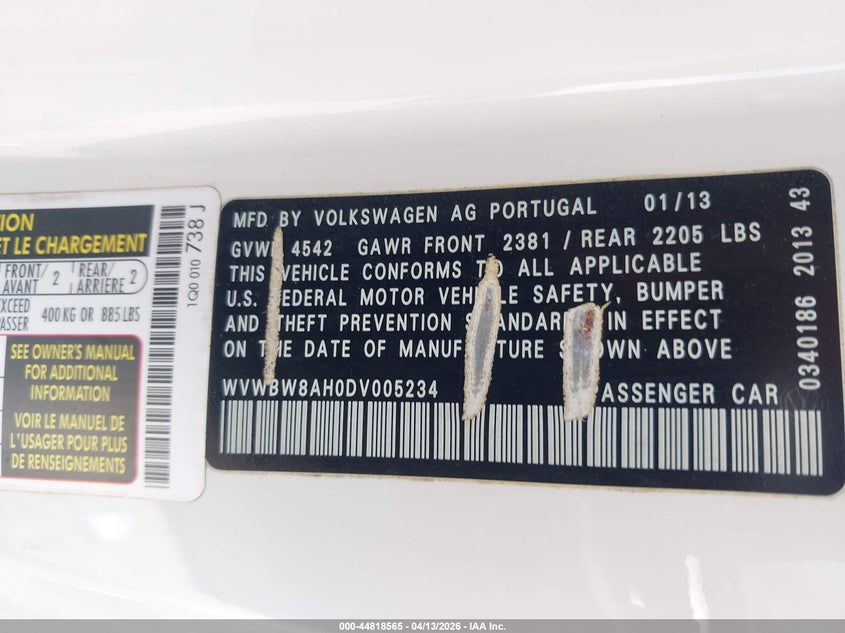 TION
ET LE CHARGEMENT
FRONT/ AVANT 2 REAR/ ARRIERE 2
EXCEED
400 KG OR 885 LBS
SEE OWNER'S MANUAL
FOR ADDITIONAL
INFORMATION
VOIR LE MANUEL DE
L'USAGER POUR PLUS
DE RENSEIGNEMENTS
1Q0 010 738 J
MFD BY VOLKSWAGEN AG PORTUGAL 01/13
GVW 4542 GAWR FRONT 2381 / REAR 2205 LBS
THIS VEHICLE CONFORMS TO ALL APPLICABLE
U.S. FEDERAL MOTOR VEHICLE SAFETY, BUMPER
AND THEFT PREVENTION STANDARDS IN EFFECT
ON THE DATE OF MANUFACTURE SHOWN ABOVE
WVWBW8AH0DV005234 PASSENGER CAR
0340186 2013 43
000-44818565 | 04/13/2026 | IAA Inc.